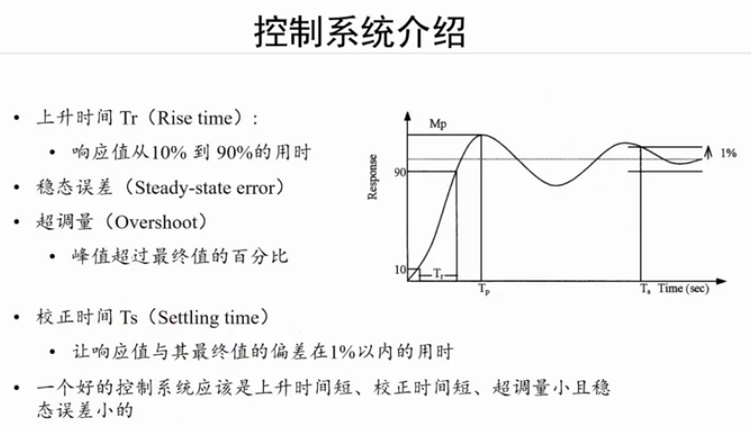 控制系统介绍
• 上升时间 Tr（Rise time）:
• 响应值从10% 到 90%的用时
• 稳态误差（Steady-state error）
• 超调量（Overshoot）
• 峰值超过最终值的百分比
• 校正时间 Ts（Settling time）
• 让响应值与其最终值的偏差在1%以内的用时
• 一个好的控制系统应该是上升时间短、校正时间短、超调量小且稳
态误差小的
Mp
1%
Response
90
10
Tr
Tp
Ts Time (sec)